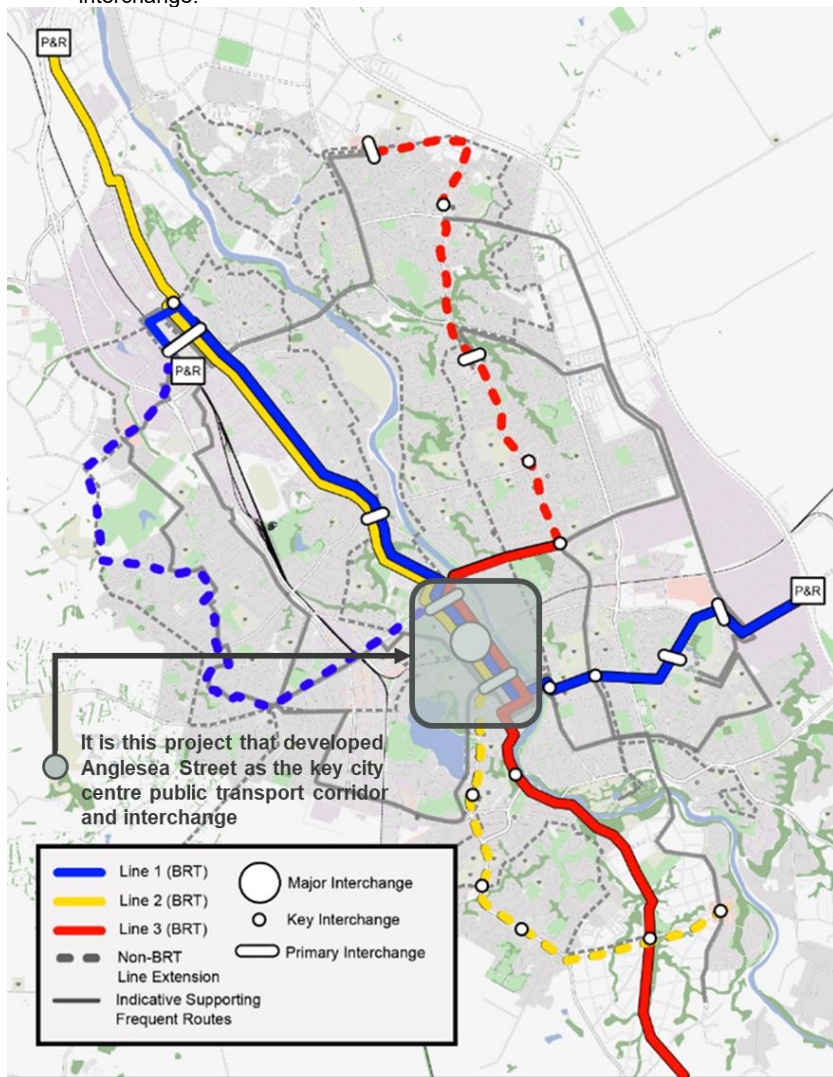 interchange.
P&R
P&R
P&R
It is this project that developed
Anglesea Street as the key city
centre public transport corridor
and interchange
Line 1 (BRT)
Line 2 (BRT)
Line 3 (BRT)
Non-BRT
Line Extension
Indicative Supporting
Frequent Routes
Major Interchange
Key Interchange
Primary Interchange